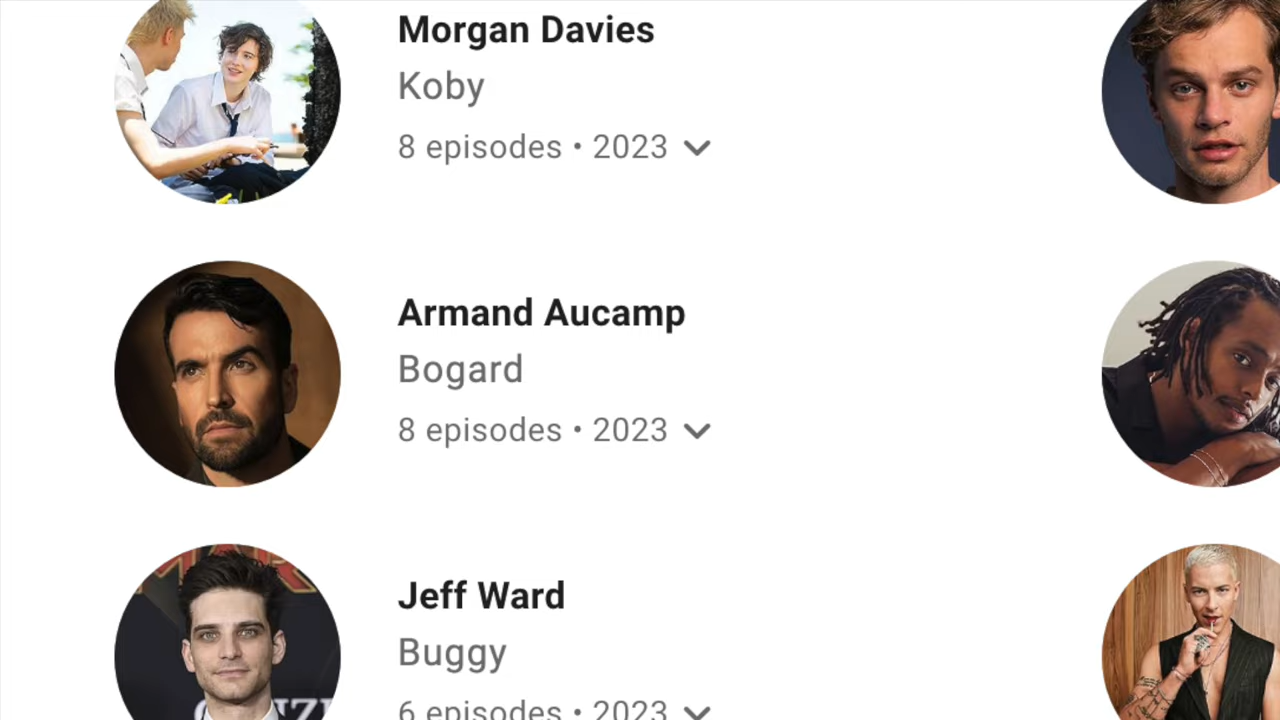 Morgan Davies
Koby
8 episodes • 2023
Armand Aucamp
Bogard
8 episodes • 2023
Jeff Ward
Buggy
6 episodes • 2023